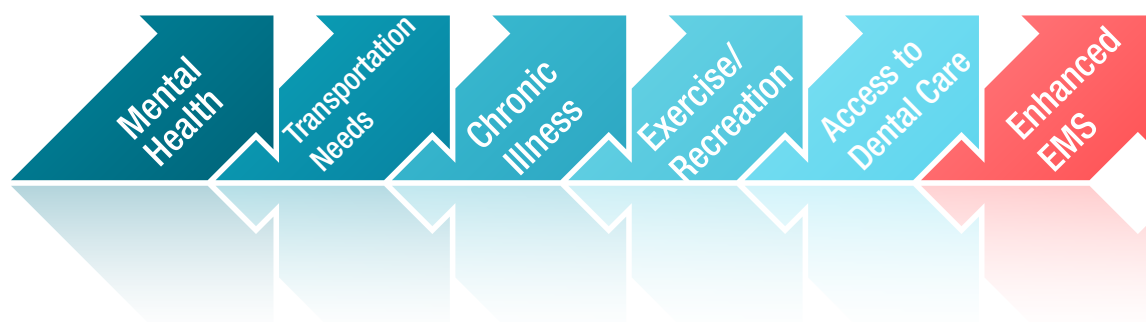 Mental
Health
Transportation
Needs
Chronic
Illness
Exercise/
Recreation
Access to
Dental Care
Enhanced
EMS